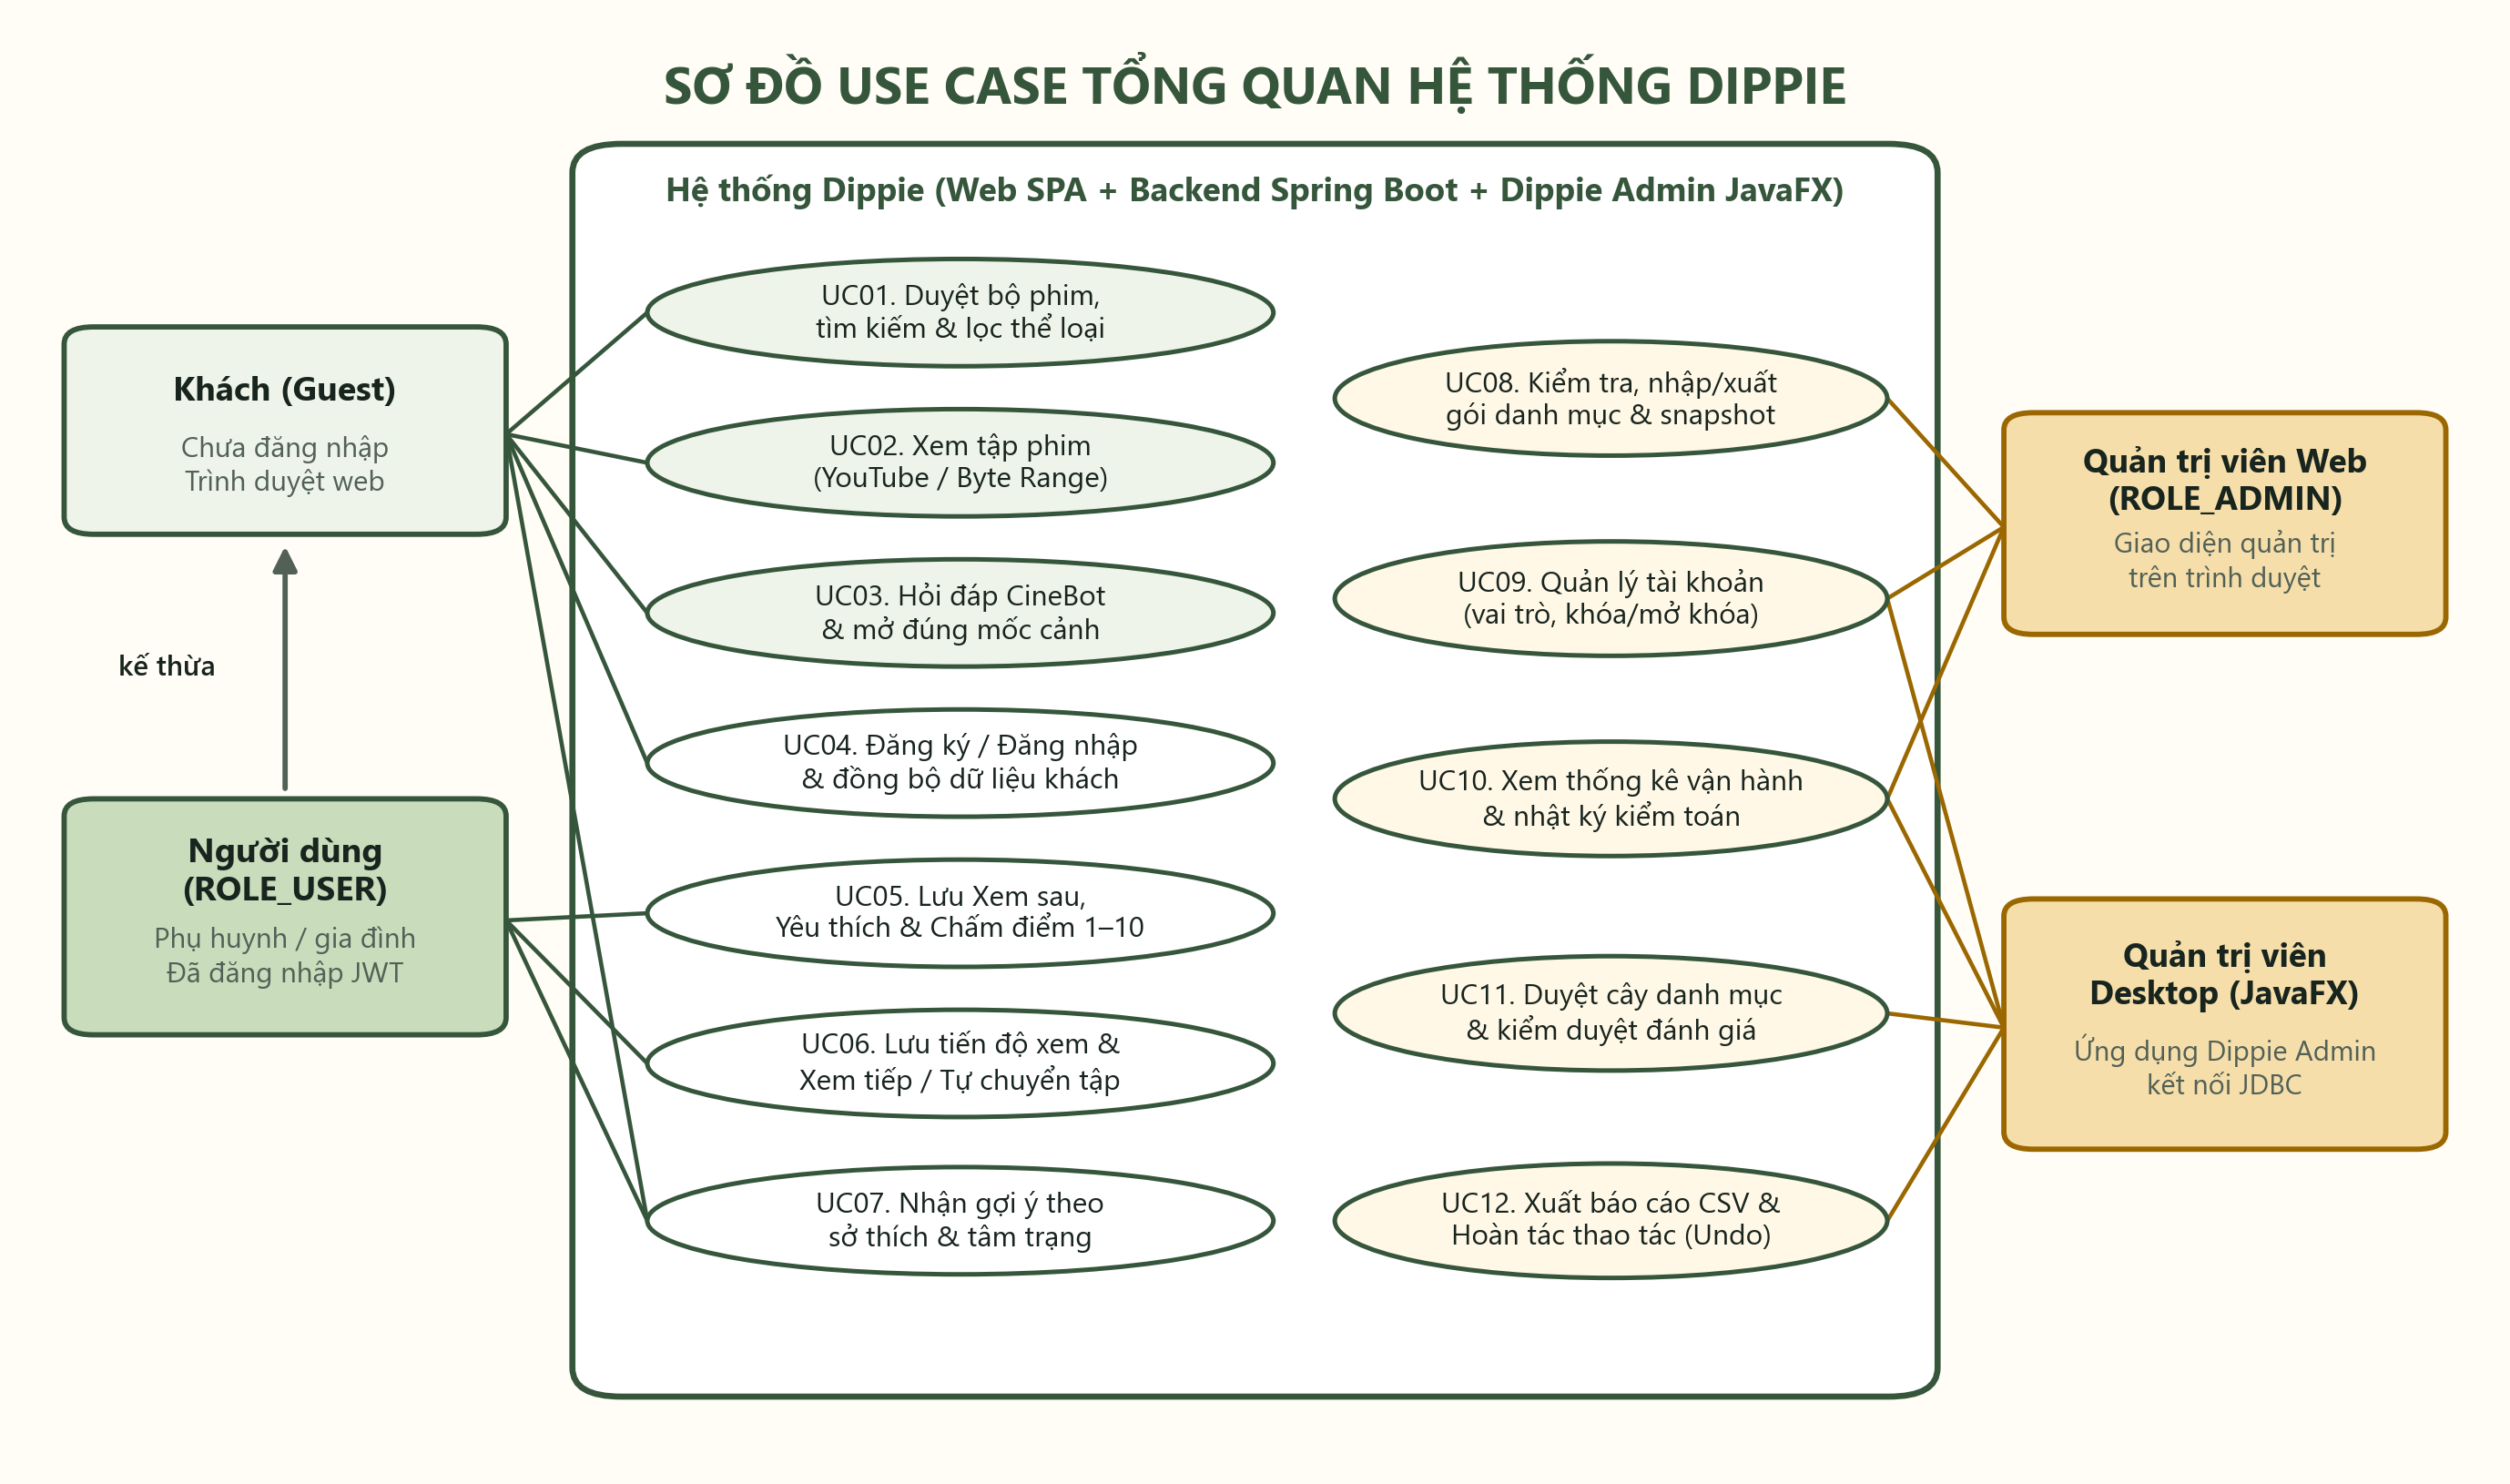 SƠ ĐỒ USE CASE TỔNG QUAN HỆ THỐNG DIPPIE
Hệ thống Dippie (Web SPA + Backend Spring Boot + Dippie Admin JavaFX)
Khách (Guest)
Chưa đăng nhập
Trình duyệt web
kế thừa
Người dùng
(ROLE_USER)
Phụ huynh / gia đình
Đã đăng nhập JWT
UC01. Duyệt bộ phim,
tìm kiếm & lọc thể loại
UC02. Xem tập phim
(YouTube / Byte Range)
UC03. Hỏi đáp CineBot
& mở đúng mốc cảnh
UC04. Đăng ký / Đăng nhập
& đồng bộ dữ liệu khách
UC05. Lưu Xem sau,
Yêu thích & Chấm điểm 1–10
UC06. Lưu tiến độ xem &
Xem tiếp / Tự chuyển tập
UC07. Nhận gợi ý theo
sở thích & tâm trạng
UC08. Kiểm tra, nhập/xuất
gói danh mục & snapshot
UC09. Quản lý tài khoản
(vai trò, khóa/mở khóa)
UC10. Xem thống kê vận hành
& nhật ký kiểm toán
UC11. Duyệt cây danh mục
& kiểm duyệt đánh giá
UC12. Xuất báo cáo CSV &
Hoàn tác thao tác (Undo)
Quản trị viên Web
(ROLE_ADMIN)
Giao diện quản trị
trên trình duyệt
Quản trị viên
Desktop (JavaFX)
Ứng dụng Dippie Admin
kết nối JDBC